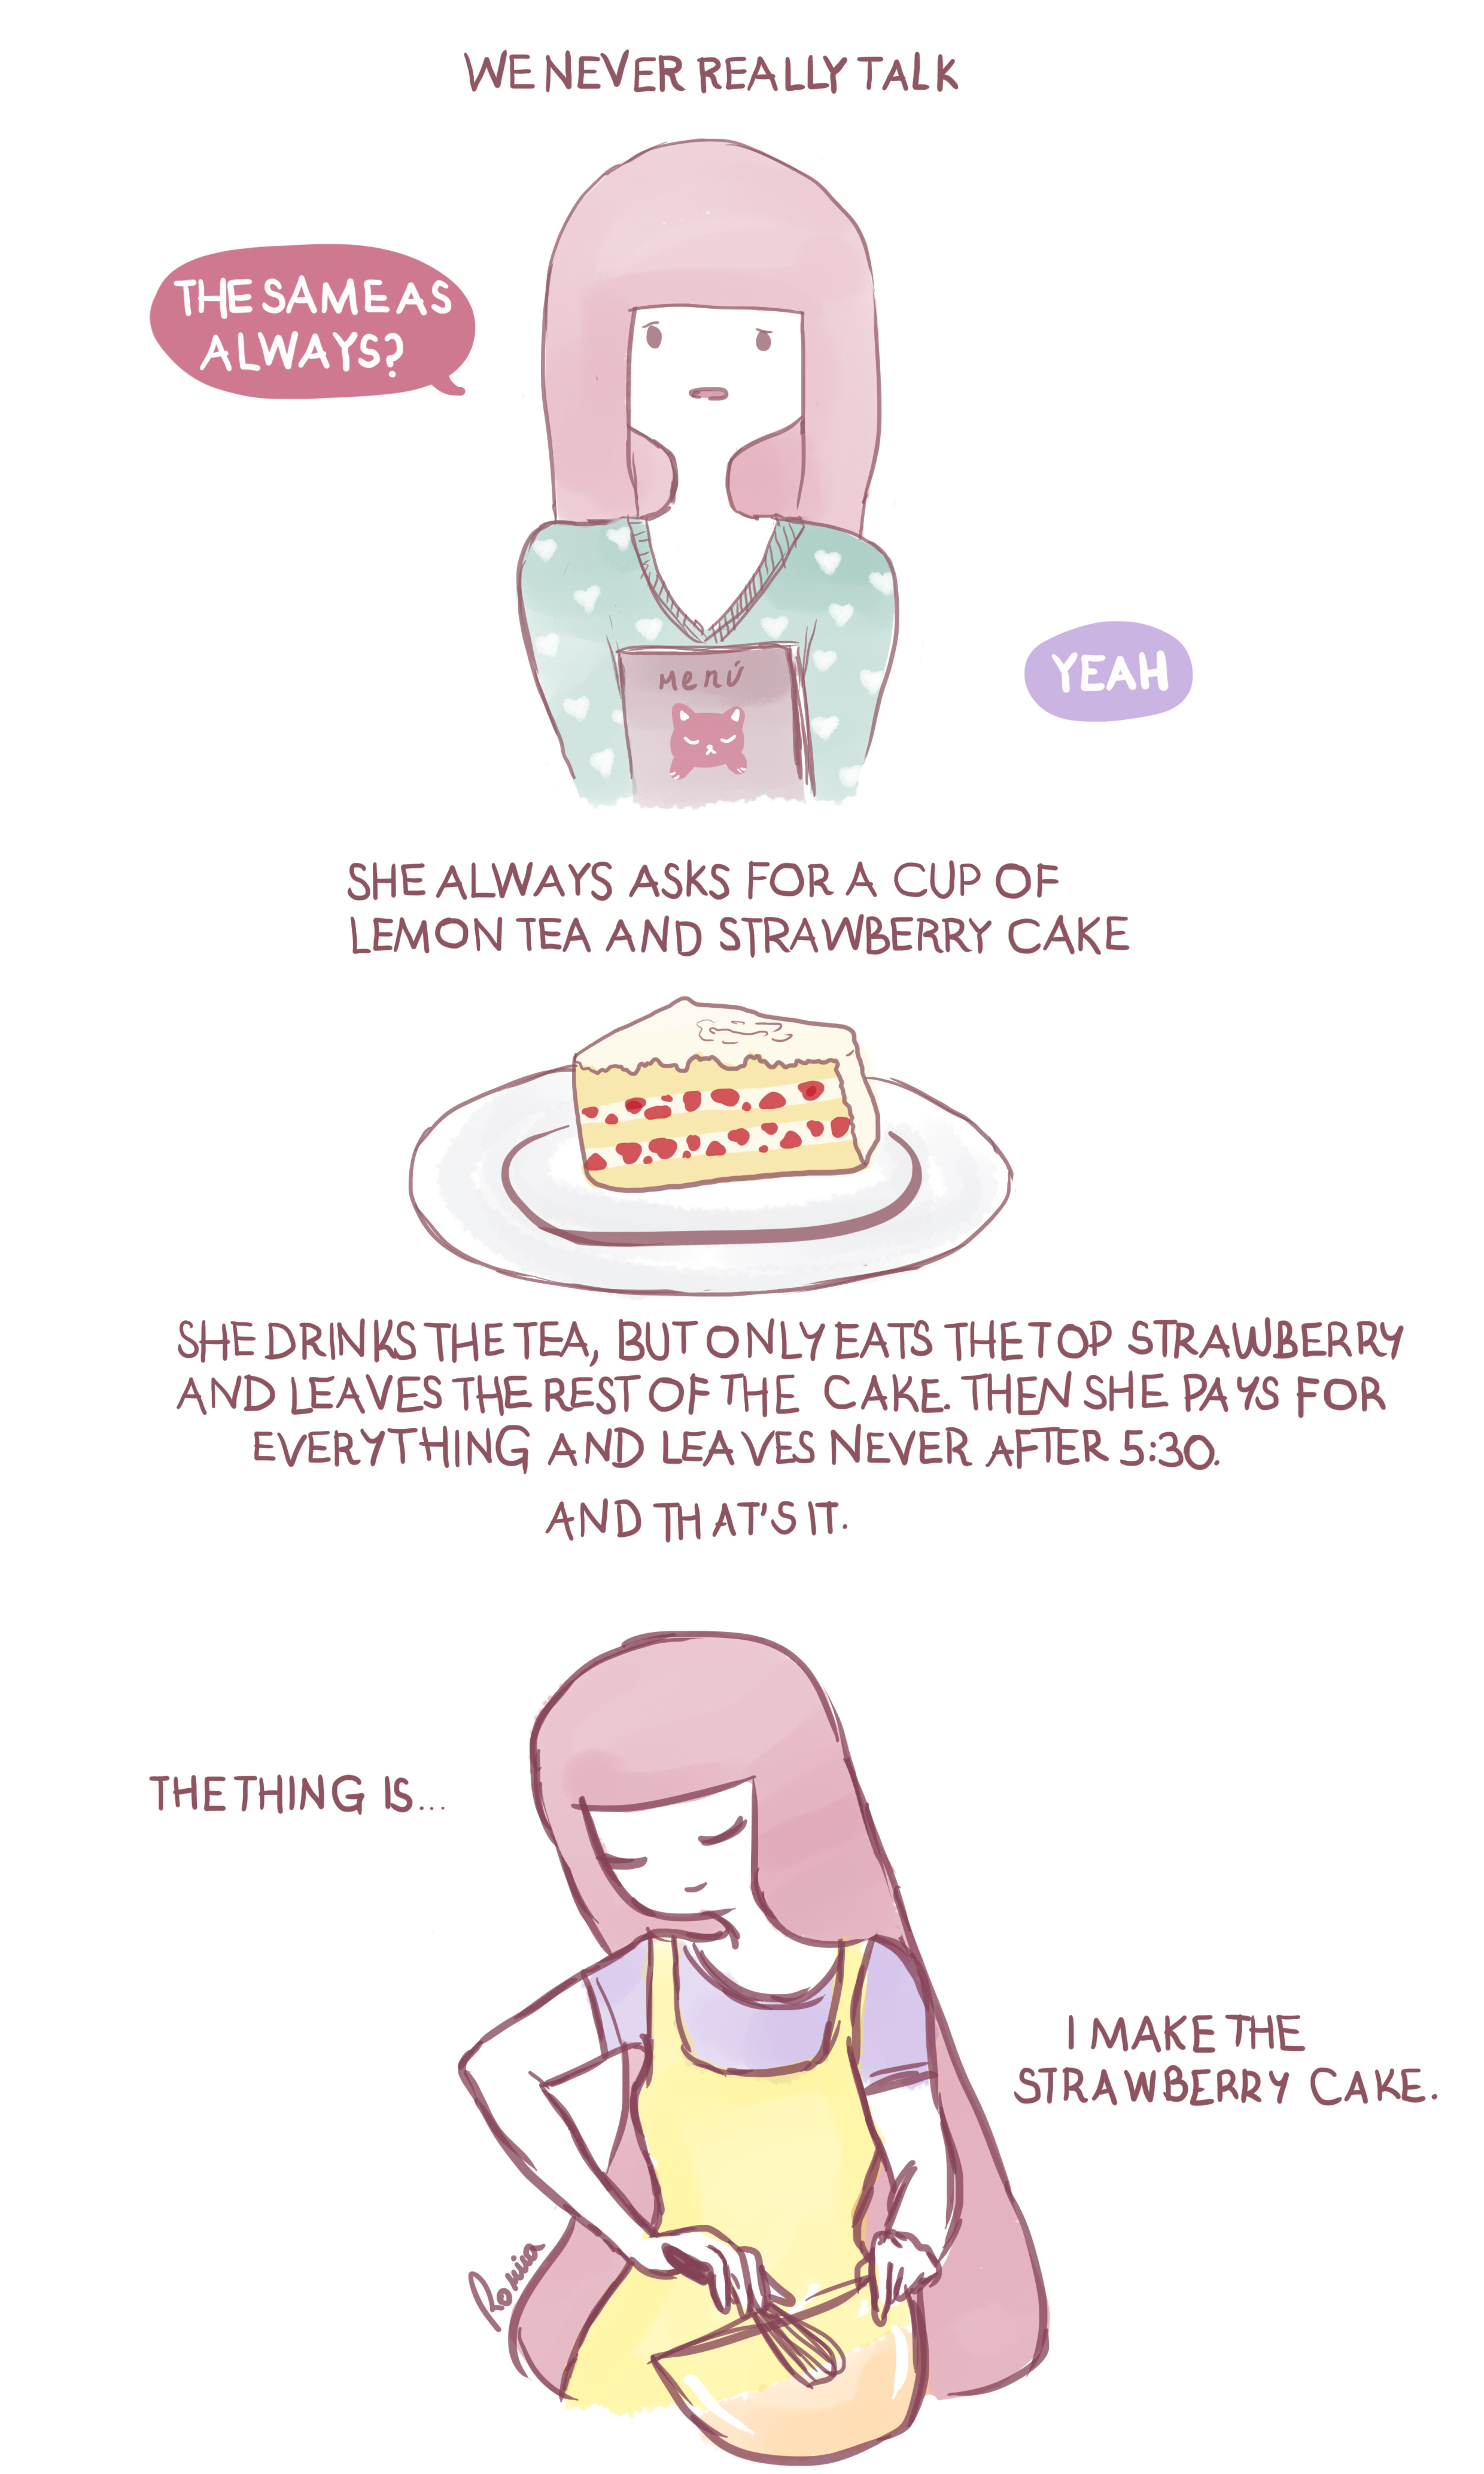 WE NEVER REALLY TALK
THE SAME AS
ALWAYS?
MENÚ
YEAH
SHE ALWAYS ASKS FOR A CUP OF
LEMON TEA AND STRAWBERRY CAKE
SHE DRINKS THE TEA, BUT ONLY EATS THE TOP STRAWBERRY
AND LEAVES THE REST OF THE CAKE. THEN SHE PAYS FOR
EVERYTHING AND LEAVES NEVER AFTER 5:30.
AND THAT'S IT.
THE THING IS...
I MAKE THE
STRAWBERRY CAKE.